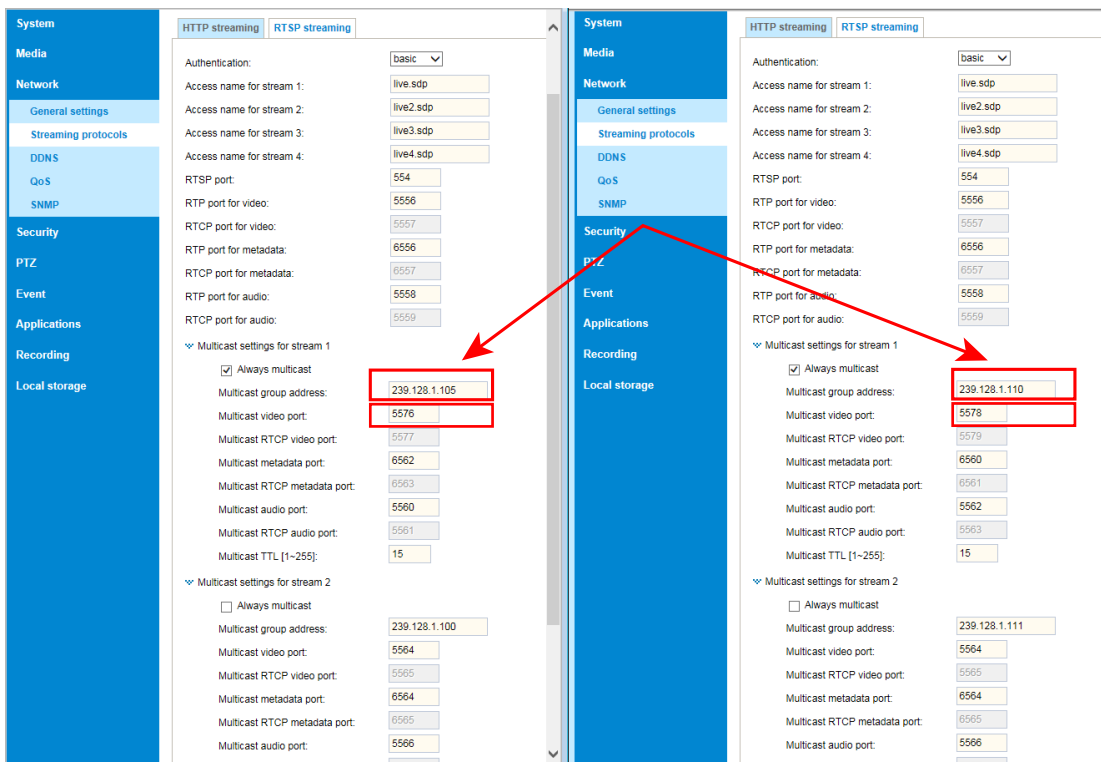 System
Media
Network
General settings
Streaming protocols
DDNS
QoS
SNMP
Security
PTZ
Event
Applications
Recording
Local storage
HTTP streaming RTSP streaming
Authentication: basic
Access name for stream 1: live.sdp
Access name for stream 2: live2.sdp
Access name for stream 3: live3.sdp
Access name for stream 4: live4.sdp
RTSP port: 554
RTP port for video: 5556
RTCP port for video: 5557
RTP port for metadata: 6556
RTCP port for metadata: 6557
RTP port for audio: 5558
RTCP port for audio: 5559
Multicast settings for stream 1
Always multicast
Multicast group address: 239.128.1.105
Multicast video port: 5576
Multicast RTCP video port: 5577
Multicast metadata port: 6562
Multicast RTCP metadata port: 6563
Multicast audio port: 5560
Multicast RTCP audio port: 5561
Multicast TTL [1~255]: 15
Multicast settings for stream 2
Always multicast
Multicast group address: 239.128.1.100
Multicast video port: 5564
Multicast RTCP video port: 5565
Multicast metadata port: 6564
Multicast RTCP metadata port: 6565
Multicast audio port: 5566
System
Media
Network
General settings
Streaming protocols
DDNS
QoS
SNMP
Security
PTZ
Event
Applications
Recording
Local storage
HTTP streaming RTSP streaming
Authentication: basic
Access name for stream 1: live.sdp
Access name for stream 2: live2.sdp
Access name for stream 3: live3.sdp
Access name for stream 4: live4.sdp
RTSP port: 554
RTP port for video: 5556
RTCP port for video: 5557
RTP port for metadata: 6556
RTCP port for metadata: 6557
RTP port for audio: 5558
RTCP port for audio: 5559
Multicast settings for stream 1
Always multicast
Multicast group address: 239.128.1.110
Multicast video port: 5578
Multicast RTCP video port: 5579
Multicast metadata port: 6560
Multicast RTCP metadata port: 6561
Multicast audio port: 5562
Multicast RTCP audio port: 5563
Multicast TTL [1~255]: 15
Multicast settings for stream 2
Always multicast
Multicast group address: 239.128.1.111
Multicast video port: 5564
Multicast RTCP video port: 5565
Multicast metadata port: 6564
Multicast RTCP metadata port: 6565
Multicast audio port: 5566